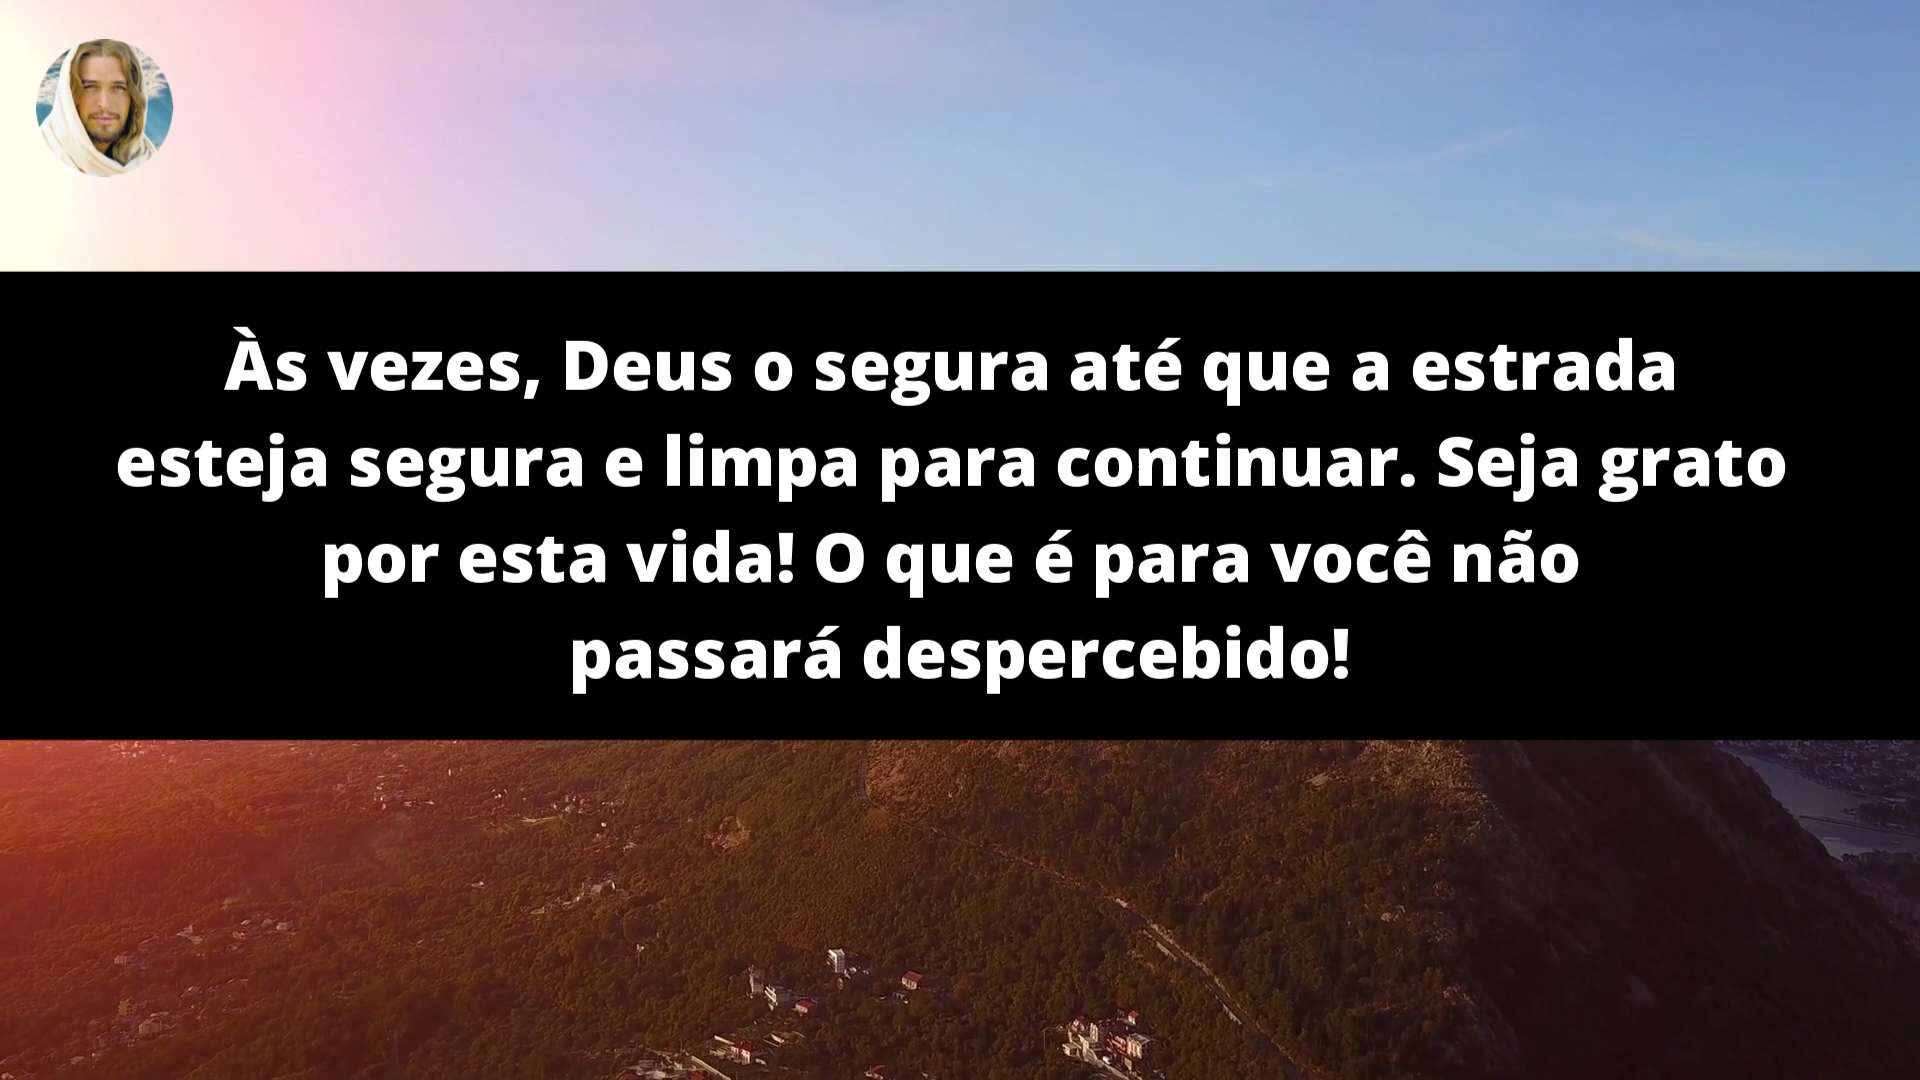 Às vezes, Deus o segura até que a estrada
esteja segura e limpa para continuar. Seja grato
por esta vida! O que é para você não
passará despercebido!